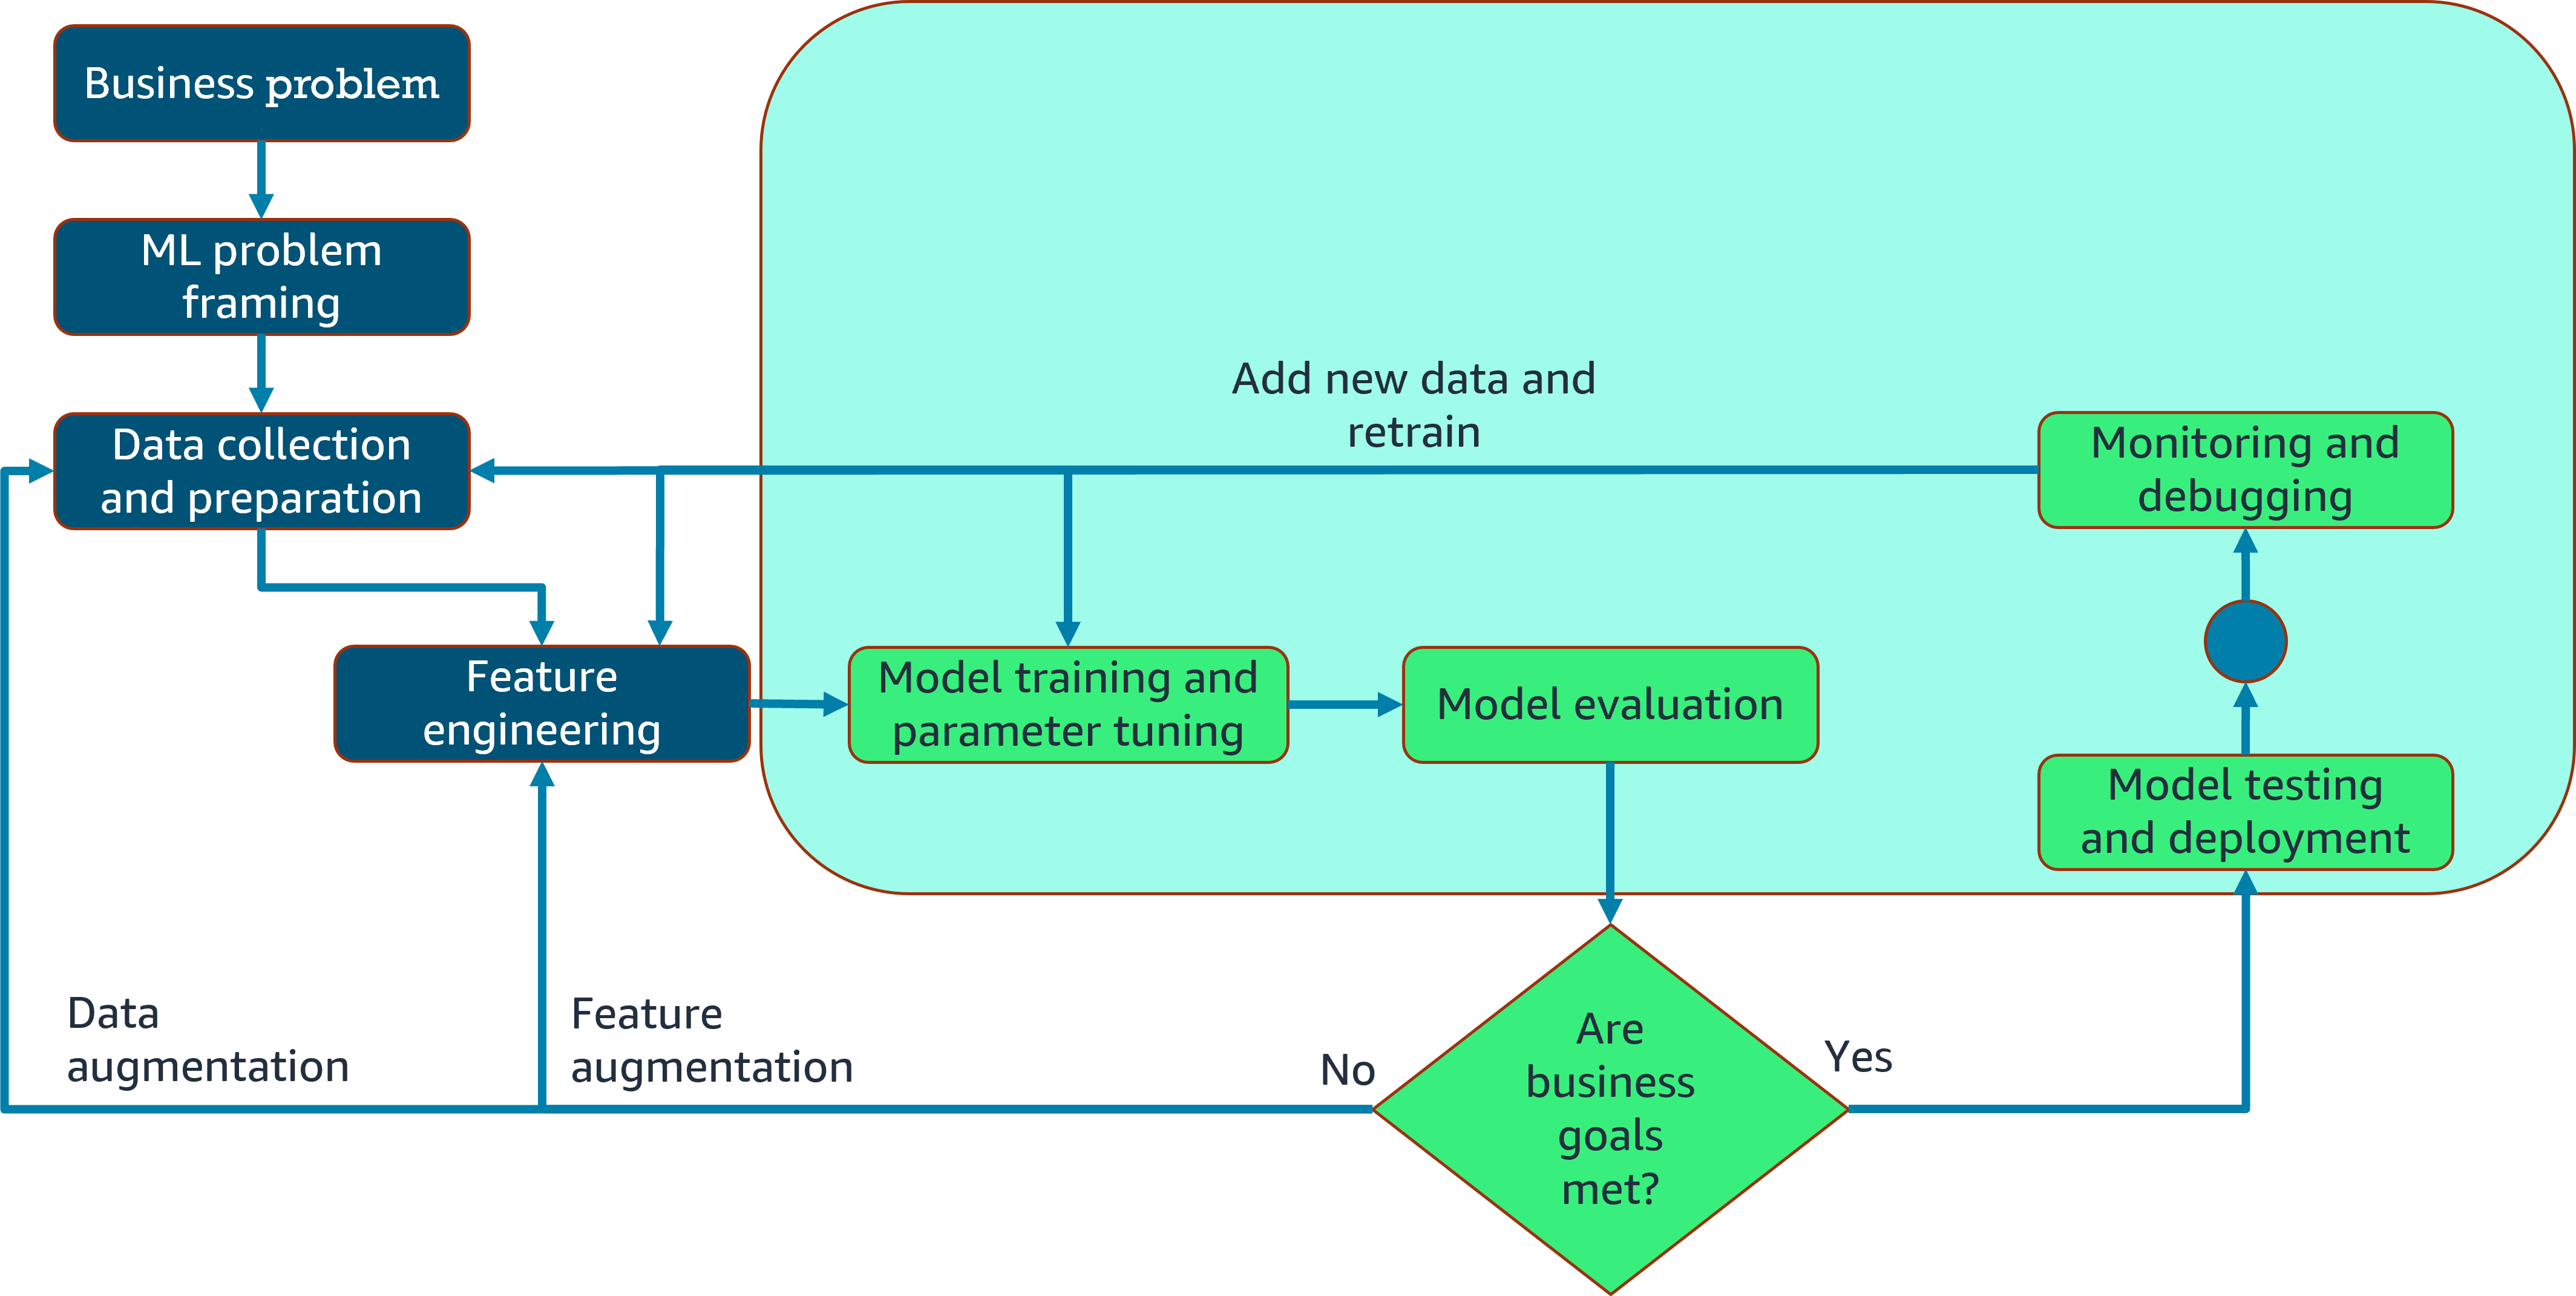 Business problem
ML problem
framing
Data collection
and preparation
Add new data and
retrain
Monitoring and
debugging
Feature
engineering
Model training and
parameter tuning
Model evaluation
Model testing
and deployment
Data
augmentation
Feature
augmentation
No
Are
business
goals
met?
Yes